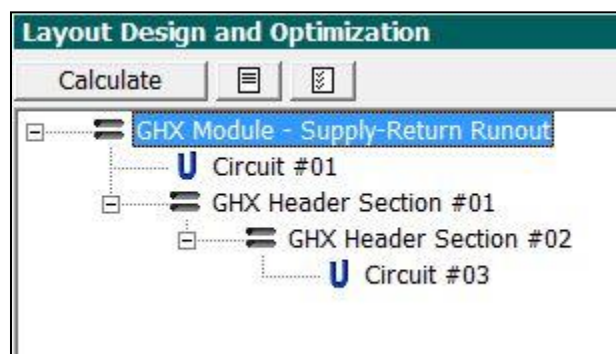 Layout Design and Optimization
Calculate
GHX Module - Supply-Return Runout
Circuit #01
GHX Header Section #01
GHX Header Section #02
Circuit #03